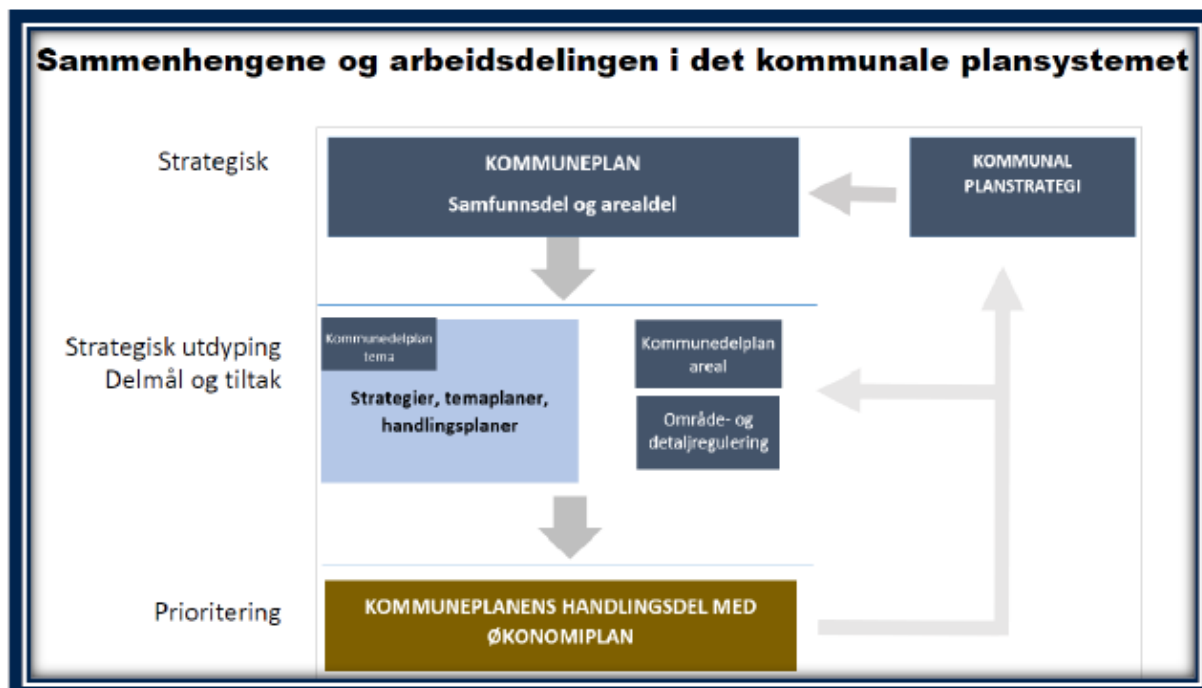 Sammenhengene og arbeidsdelingen i det kommunale plansystemet
Strategisk
KOMMUNEPLAN
Samfunnsdel og arealdel
KOMMUNAL
PLANSTRATEGI
Strategisk utdyping
Delmål og tiltak
Kommunedelplan
tema
Strategier, temaplaner,
handlingsplaner
Kommunedelplan
areal
Område- og
detaljregulering
Prioritering
KOMMUNEPLANENS HANDLINGSDEL MED
ØKONOMIPLAN